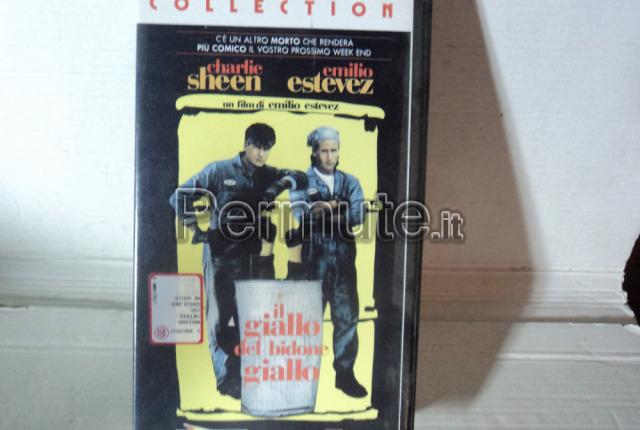 COLLECTION
C'È UN ALTRO MORTO CHE RENDERÀ
PIÙ COMICO IL VOSTRO PROSSIMO WEEK END
charlie sheen
emilio estevez
un film di emilio estevez
Permute.it
il
giallo
del bidone
giallo